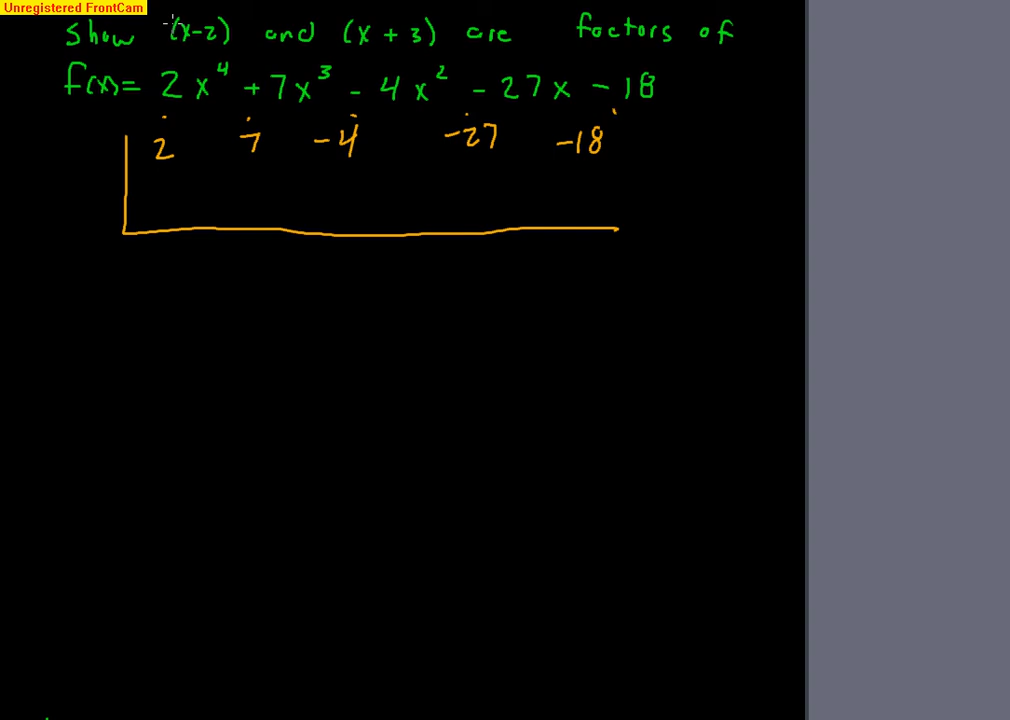 Unregistered FrontCam
show (x-2) and (x + 3) are factors of
f(x)= 2x⁴ + 7x³ - 4x² - 27x - 18
2 7 -4 -27 -18